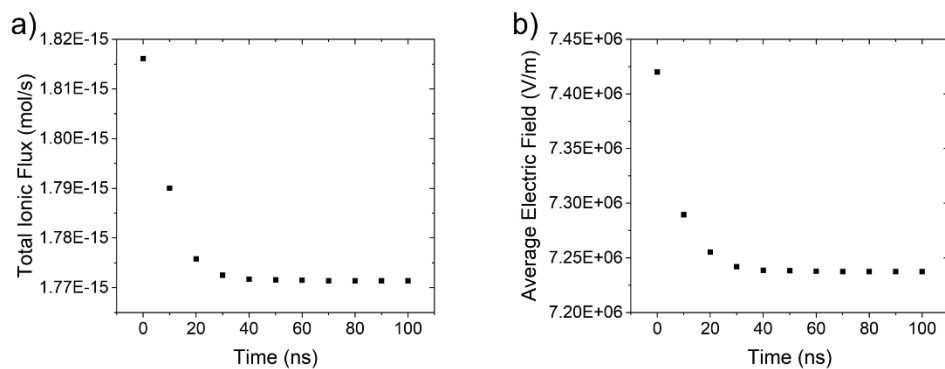 a)
Total Ionic Flux (mol/s)
1.82E-15
1.81E-15
1.80E-15
1.79E-15
1.78E-15
1.77E-15
0 20 40 60 80 100
Time (ns)
b)
Average Electric Field (V/m)
7.45E+06
7.40E+06
7.35E+06
7.30E+06
7.25E+06
7.20E+06
0 20 40 60 80 100
Time (ns)